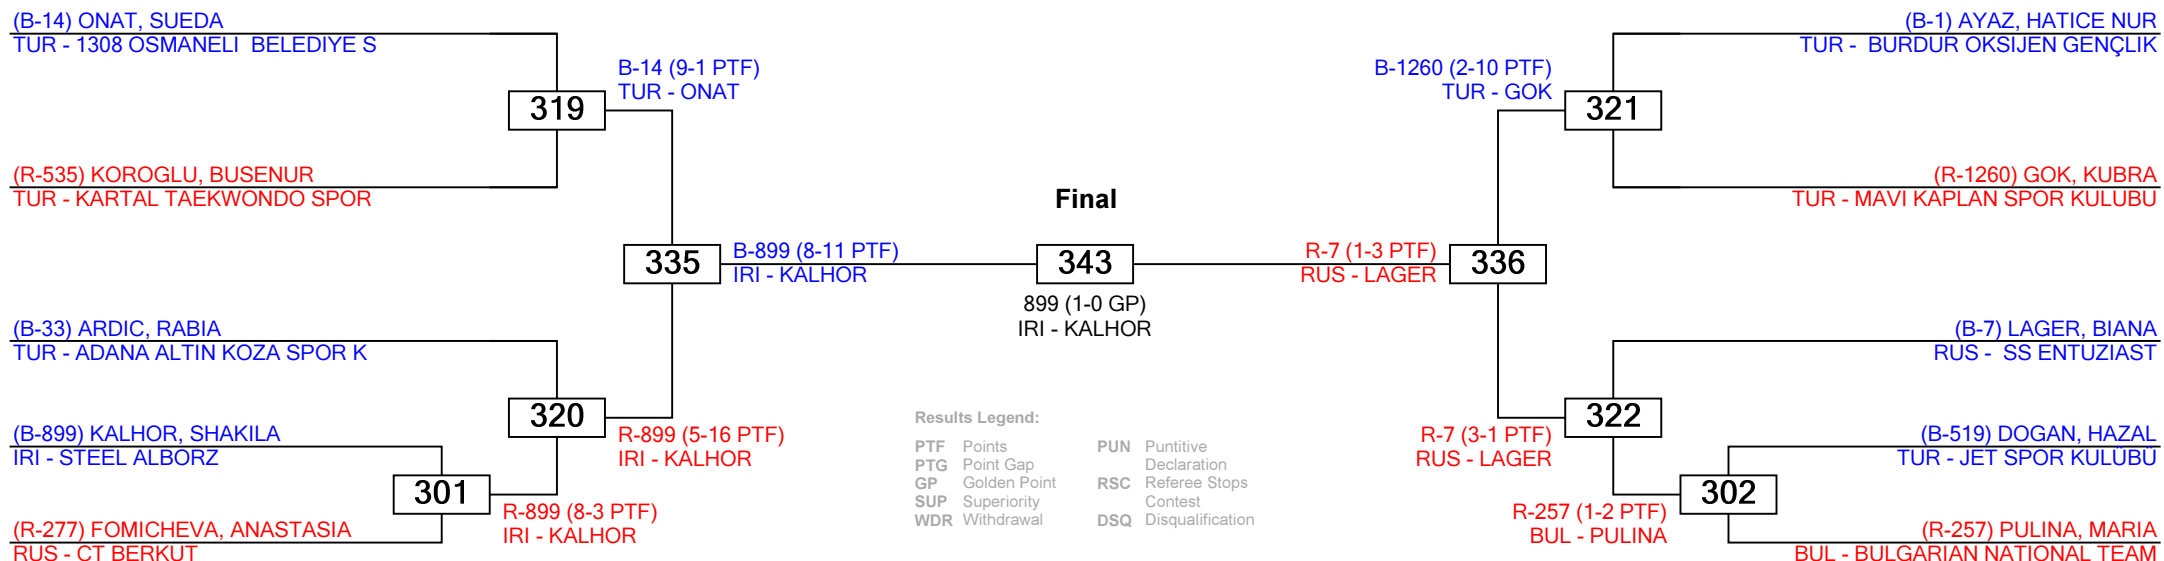 (B-14) ONAT, SUEDA
TUR - 1308 OSMANELI  BELEDIYE S
(R-535) KOROGLU, BUSENUR
TUR - KARTAL TAEKWONDO SPOR
(B-33) ARDIC, RABIA
TUR - ADANA ALTIN KOZA SPOR K
(B-899) KALHOR, SHAKILA
IRI - STEEL ALBORZ
(R-277) FOMICHEVA, ANASTASIA
RUS - CT BERKUT
301
R-899 (8-3 PTF)
IRI - KALHOR
319
B-14 (9-1 PTF)
TUR - ONAT
320
R-899 (5-16 PTF)
IRI - KALHOR
335
B-899 (8-11 PTF)
IRI - KALHOR
Final
343
899 (1-0 GP)
IRI - KALHOR
Results Legend:
PTF Points
PTG Point Gap
GP Golden Point
SUP Superiority
WDR Withdrawal
PUN Puntitive
Declaration
RSC Referee Stops
Contest
DSQ Disqualification
R-7 (1-3 PTF)
RUS - LAGER
336
B-1260 (2-10 PTF)
TUR - GOK
321
R-7 (3-1 PTF)
RUS - LAGER
322
R-257 (1-2 PTF)
BUL - PULINA
302
(B-1) AYAZ, HATICE NUR
TUR -  BURDUR OKSIJEN GENÇLIK
(R-1260) GOK, KUBRA
TUR - MAVI KAPLAN SPOR KULUBU
(B-7) LAGER, BIANA
RUS -  SS ENTUZIAST
(B-519) DOGAN, HAZAL
TUR - JET SPOR KULÜBÜ
(R-257) PULINA, MARIA
BUL - BULGARIAN NATIONAL TEAM